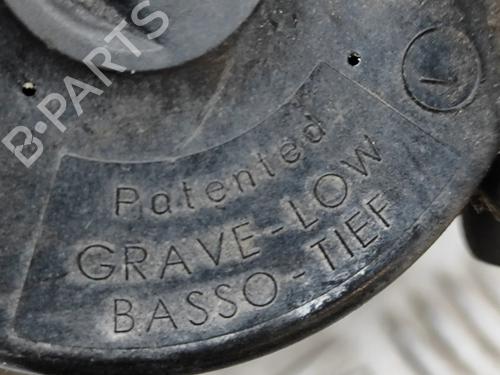 B-PARTS
Patented
GRAVE-LOW
BASSO-TIEF